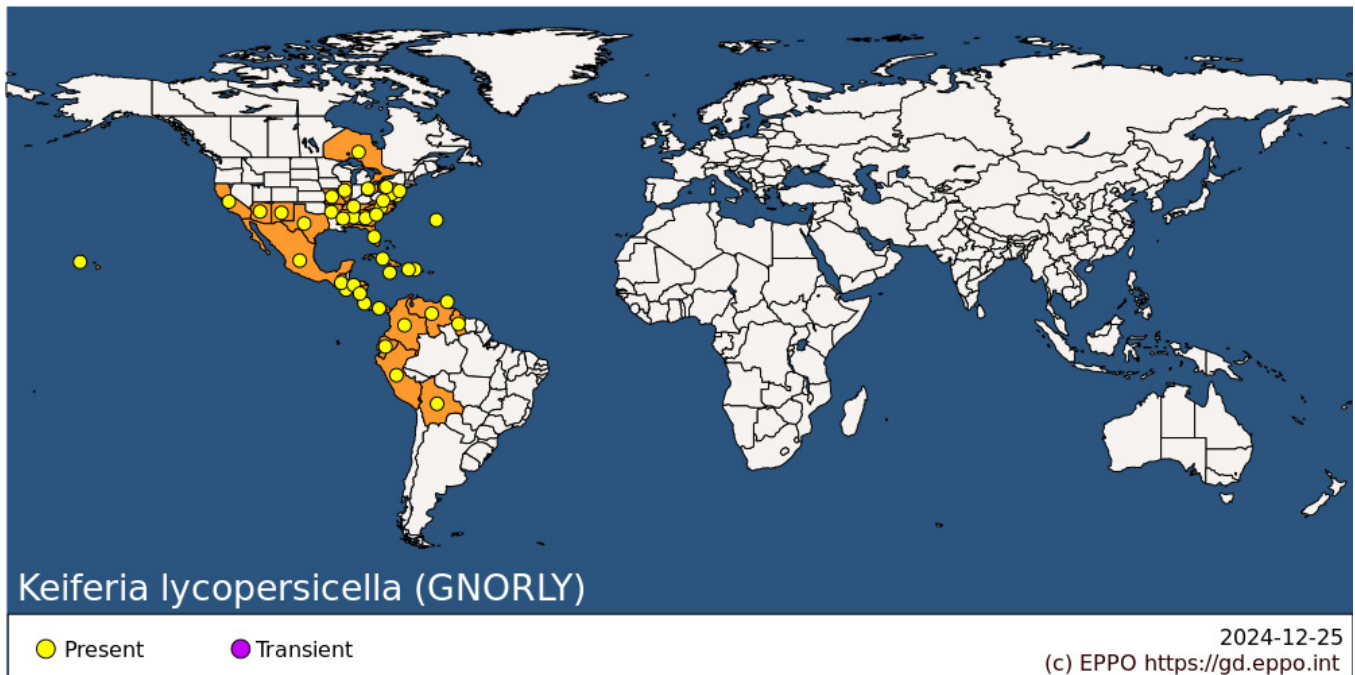 Keiferia lycopersicella (GNORLY)
Present
Transient
2024-12-25
(c) EPPO https://gd.eppo.int